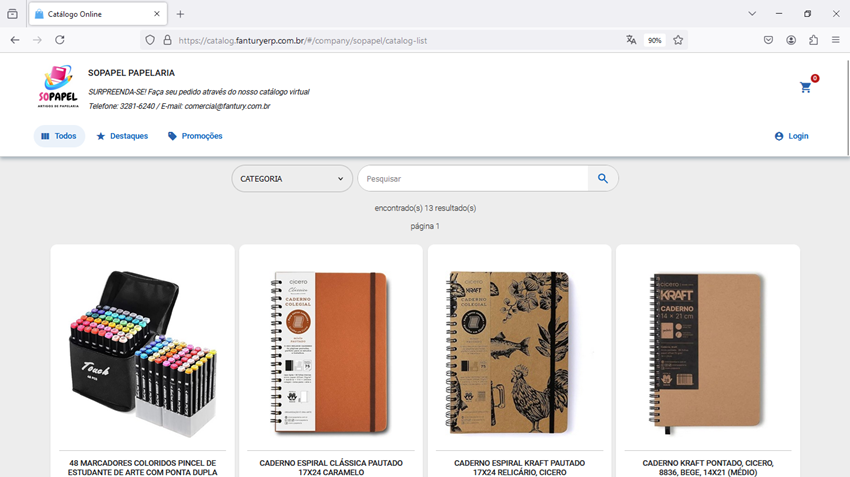 Catálogo Online
https://catalog.fanturyerp.com.br/#/company/sopapel/catalog-list
90%
SOPAPEL
ARTIGOS DE PAPELARIA
SOPAPEL PAPELARIA
SURPREENDA-SE! Faça seu pedido através do nosso catálogo virtual
Telefone: 3281-6240 / E-mail: comercial@fantury.com.br
0
Todos
Destaques
Promoções
Login
CATEGORIA
Pesquisar
encontrado(s) 13 resultado(s)
página 1
Touch
cicero
Clássica
CADERNO
COLEGIAL
cicero
KRAFT
CADERNO
COLEGIAL
cicero
KRAFT
CADERNO
14 x 21 cm
48 MARCADORES COLORIDOS PINCEL DE
ESTUDANTE DE ARTE COM PONTA DUPLA
CADERNO ESPIRAL CLÁSSICA PAUTADO
17X24 CARAMELO
CADERNO ESPIRAL KRAFT PAUTADO
17X24 RELICÁRIO, CICERO
CADERNO KRAFT PONTADO, CICERO,
8836, BEGE, 14X21 (MÉDIO)